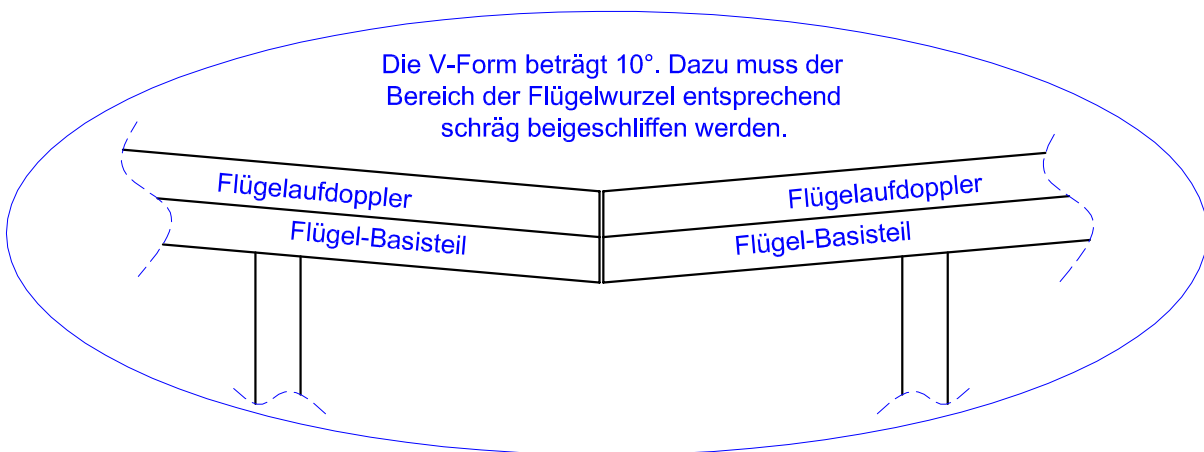 Die V-Form beträgt 10°. Dazu muss der
Bereich der Flügelwurzel entsprechend
schräg beigeschliffen werden.
Flügelaufdoppler
Flügelaufdoppler
Flügel-Basisteil
Flügel-Basisteil